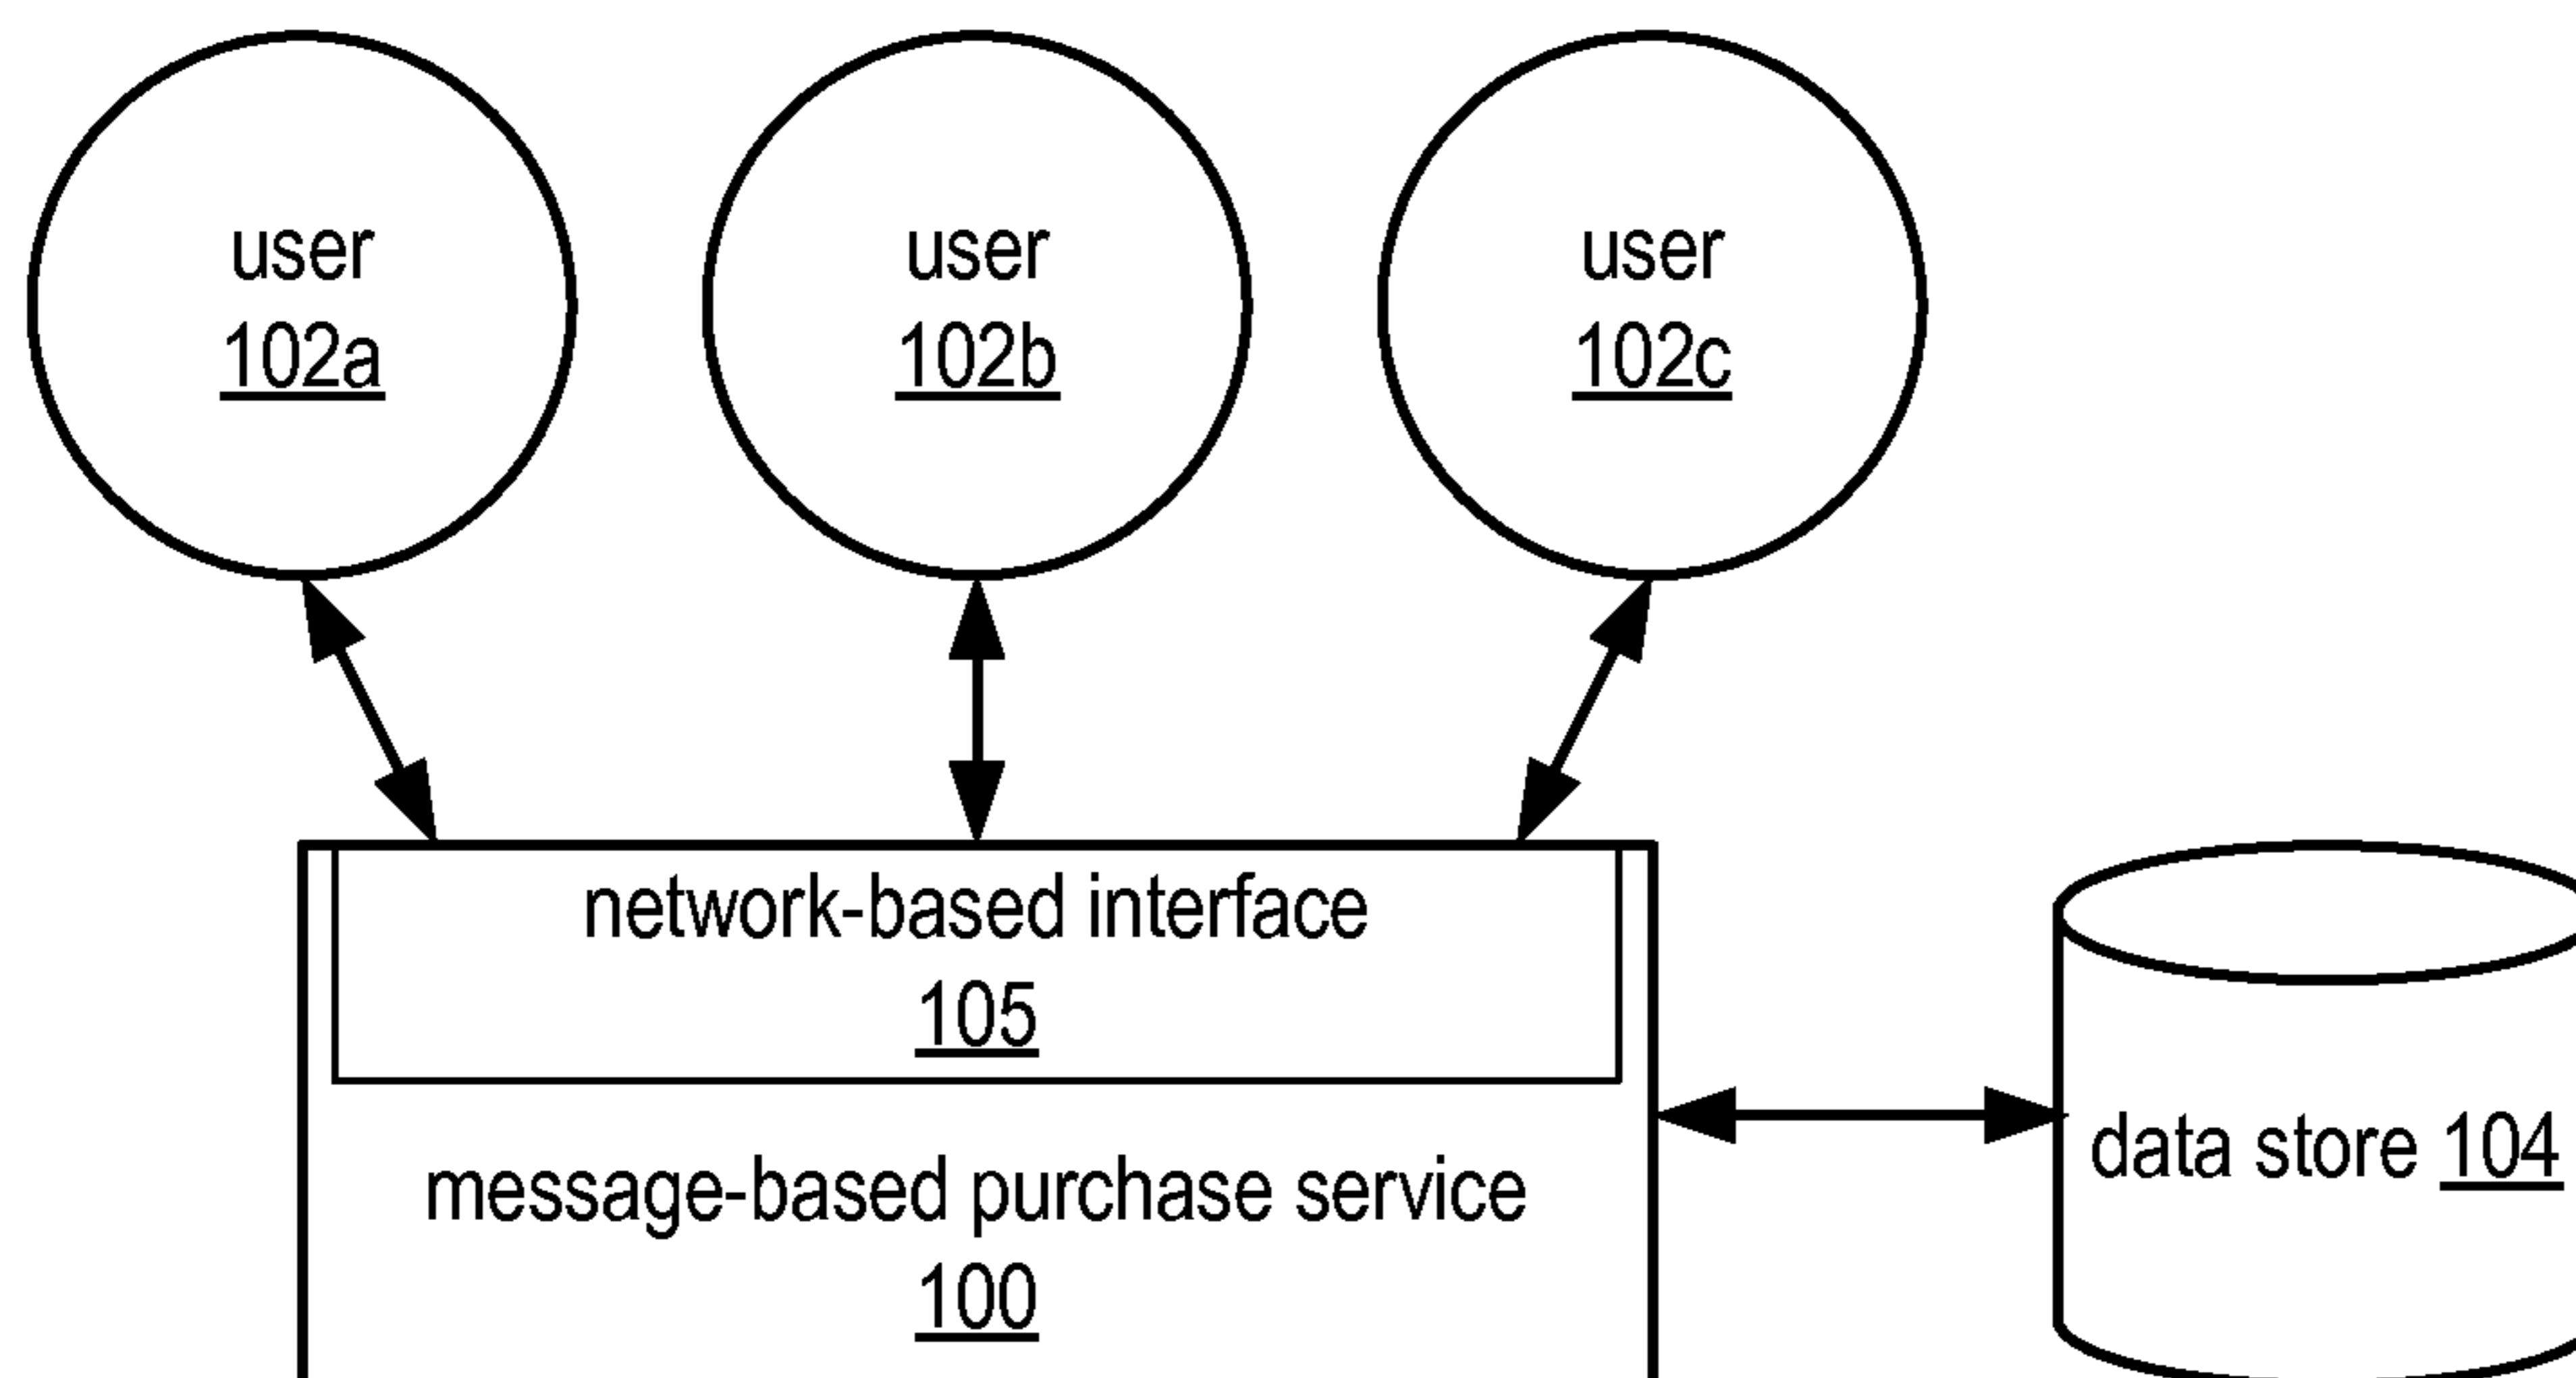 user
102a
user
102b
user
102c
network-based interface
105
message-based purchase service
100
data store 104